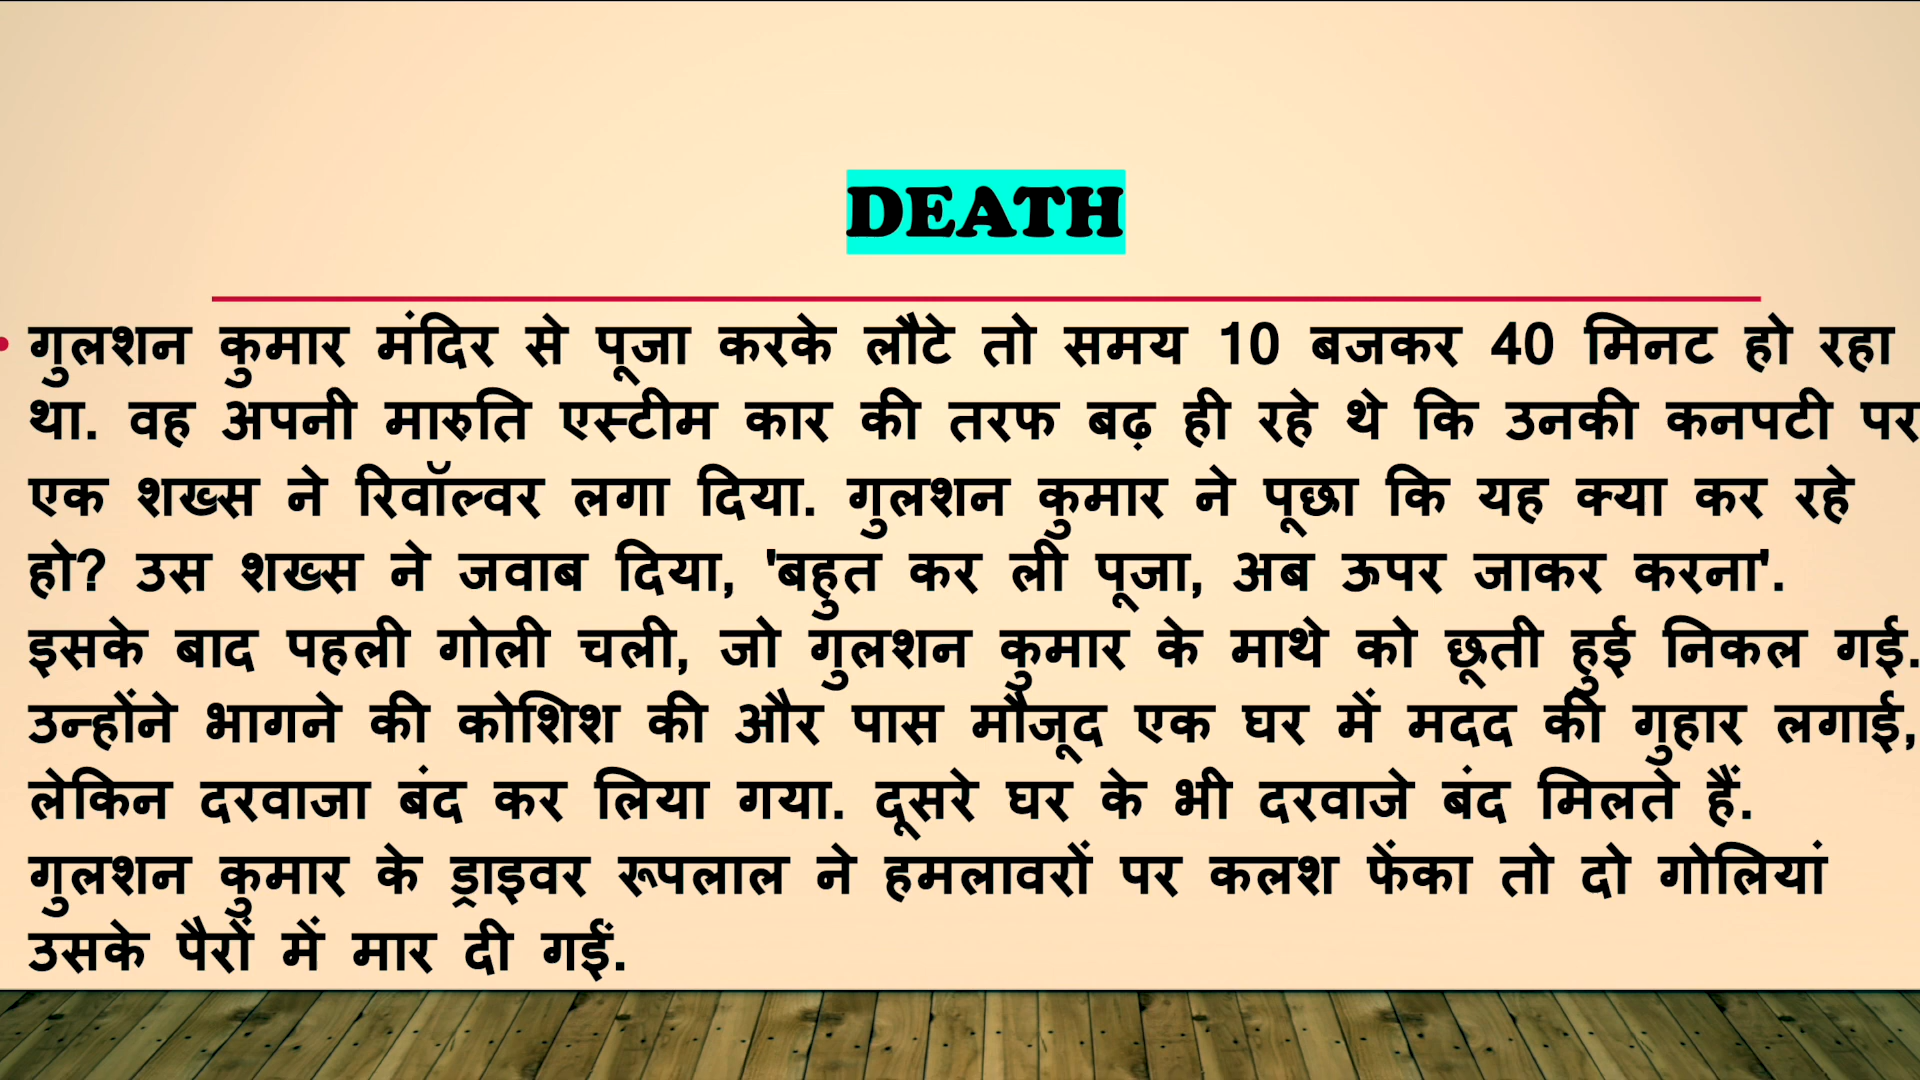 DEATH
• गुलशन कुमार मंदिर से पूजा करके लौटे तो समय 10 बजकर 40 मिनट हो रहा
था. वह अपनी मारुति एस्टीम कार की तरफ बढ़ ही रहे थे कि उनकी कनपटी पर
एक शख्स ने रिवॉल्वर लगा दिया. गुलशन कुमार ने पूछा कि यह क्या कर रहे
हो? उस शख्स ने जवाब दिया, 'बहुत कर ली पूजा, अब ऊपर जाकर करना'.
इसके बाद पहली गोली चली, जो गुलशन कुमार के माथे को छूती हुई निकल गई.
उन्होंने भागने की कोशिश की और पास मौजूद एक घर में मदद की गुहार लगाई,
लेकिन दरवाजा बंद कर लिया गया. दूसरे घर के भी दरवाजे बंद मिलते हैं.
गुलशन कुमार के ड्राइवर रूपलाल ने हमलावरों पर कलश फेंका तो दो गोलियां
उसके पैरों में मार दी गईं.